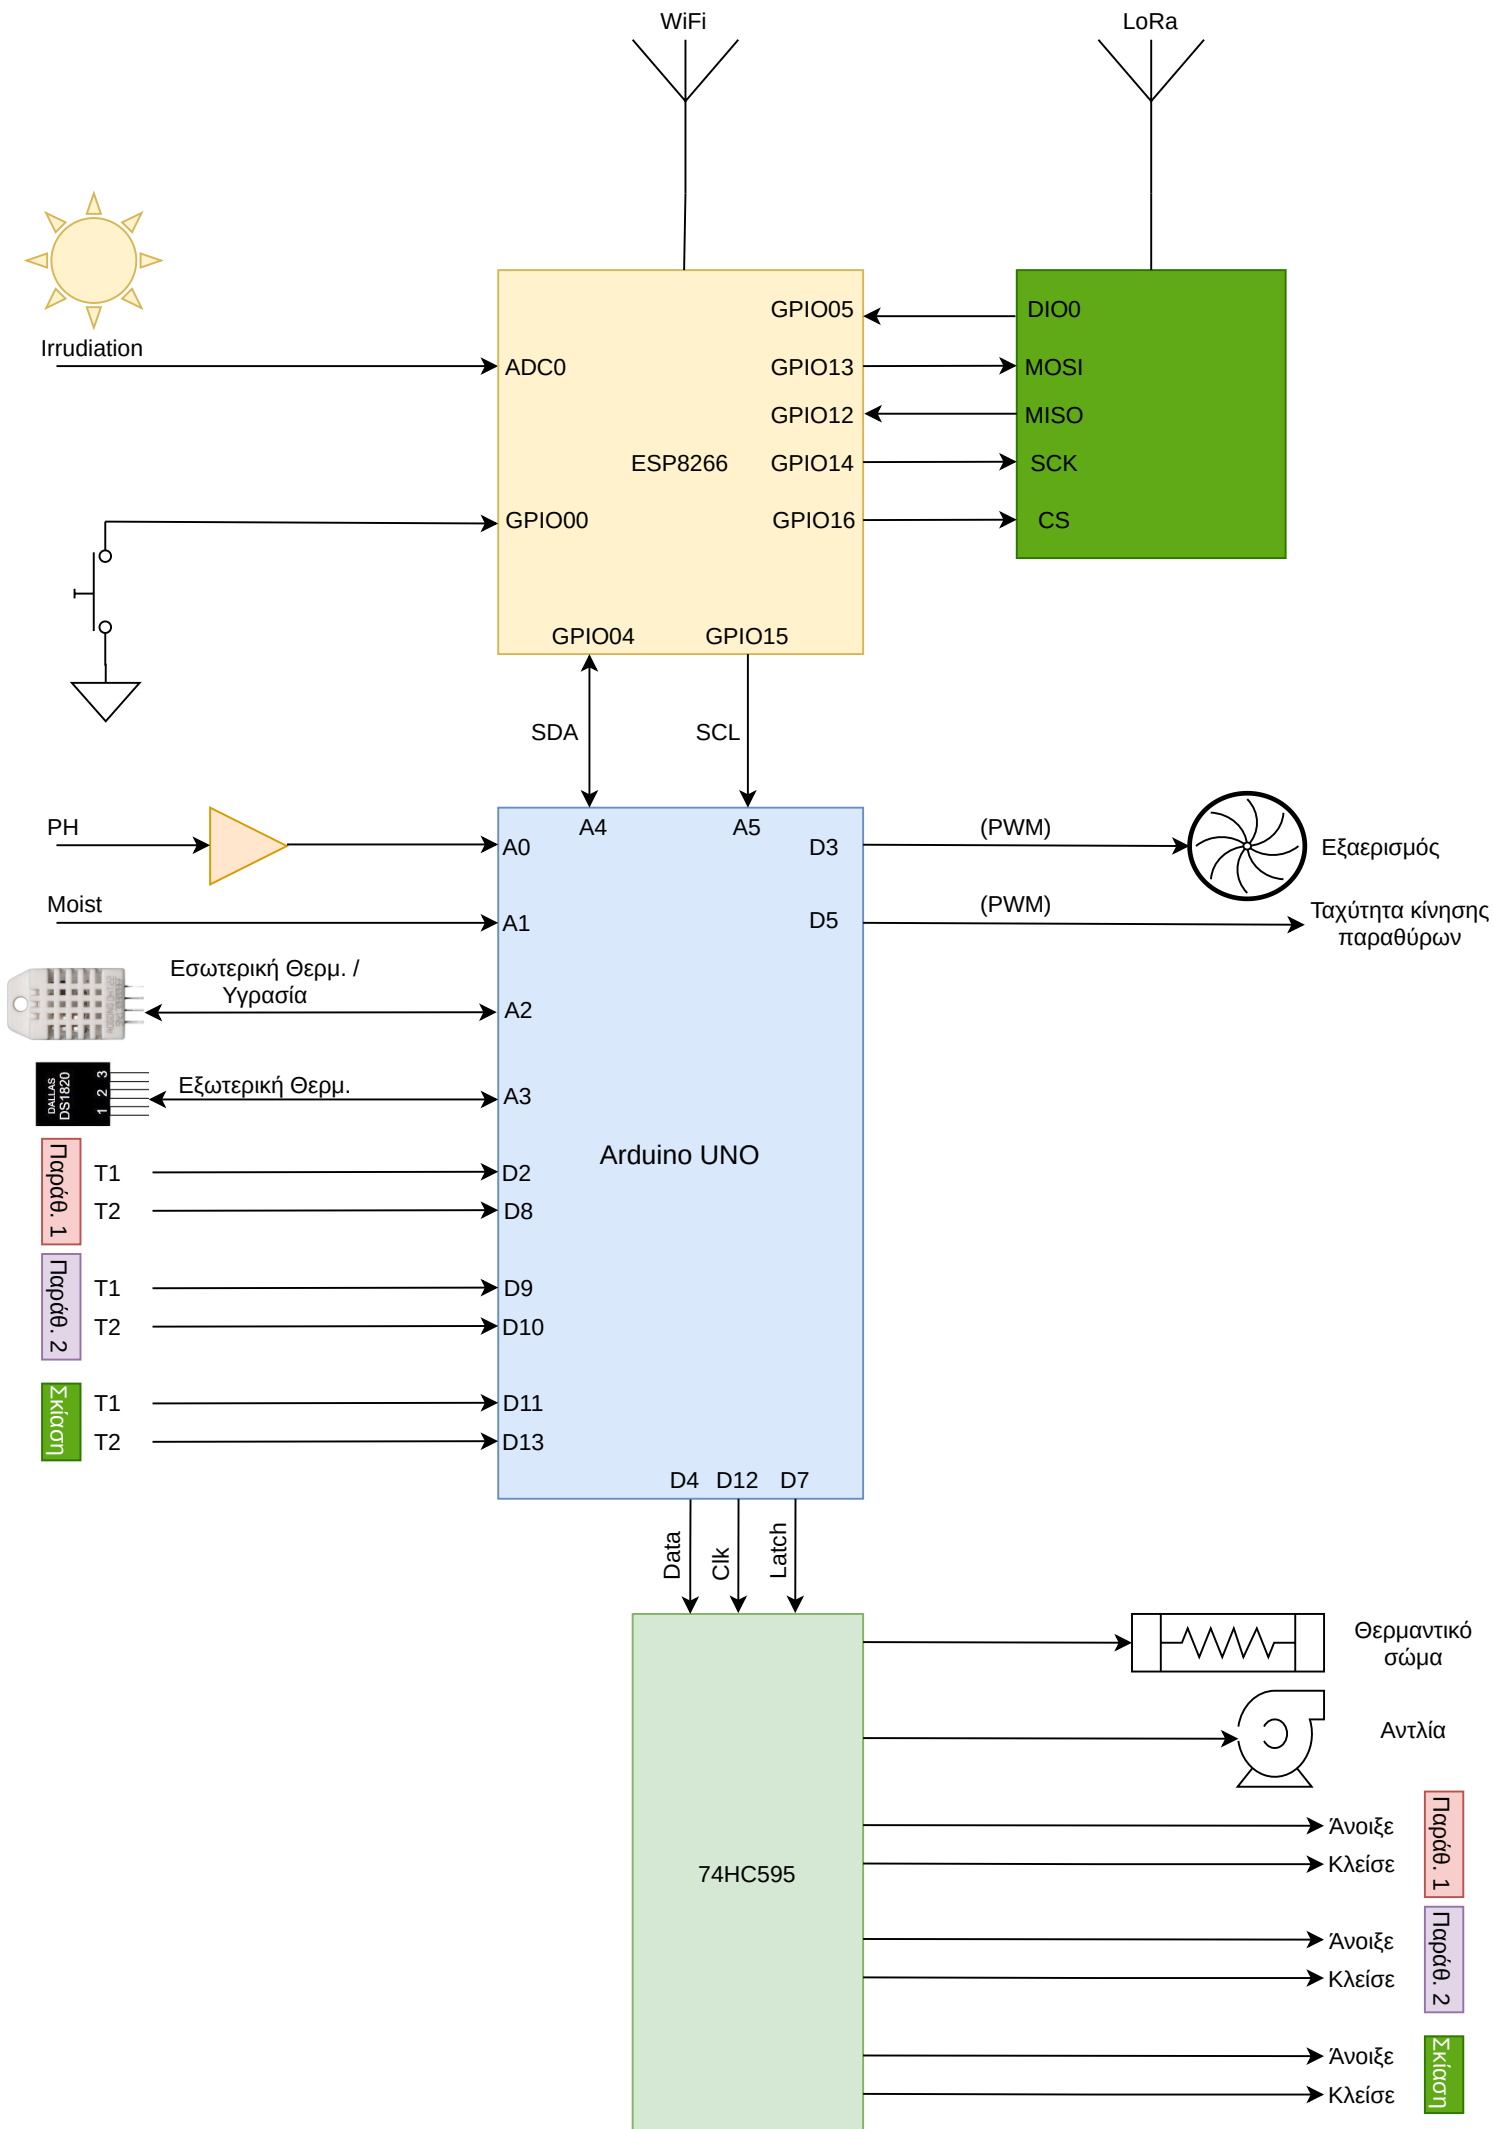 WiFi
LoRa
Irrudiation
ADC0
GPIO00
ESP8266
GPIO05
GPIO13
GPIO12
GPIO14
GPIO16
DIO0
MOSI
MISO
SCK
CS
GPIO04
GPIO15
SDA
SCL
PH
Moist
Εσωτερική Θερμ. /
Υγρασία
Εξωτερική Θερμ.
DALLAS
DS1820
1 2 3
Παράθ. 1
T1
T2
Παράθ. 2
T1
T2
Σκίαση
T1
T2
A4
A5
A0
A1
A2
A3
D2
D8
D9
D10
D11
D13
Arduino UNO
D3
D5
(PWM)
Εξαερισμός
(PWM)
Ταχύτητα κίνησης
παραθύρων
D4
D12
D7
Data
Clk
Latch
74HC595
Θερμαντικό
σώμα
Αντλία
Άνοιξε
Κλείσε
Παράθ. 1
Άνοιξε
Κλείσε
Παράθ. 2
Άνοιξε
Κλείσε
Σκίαση